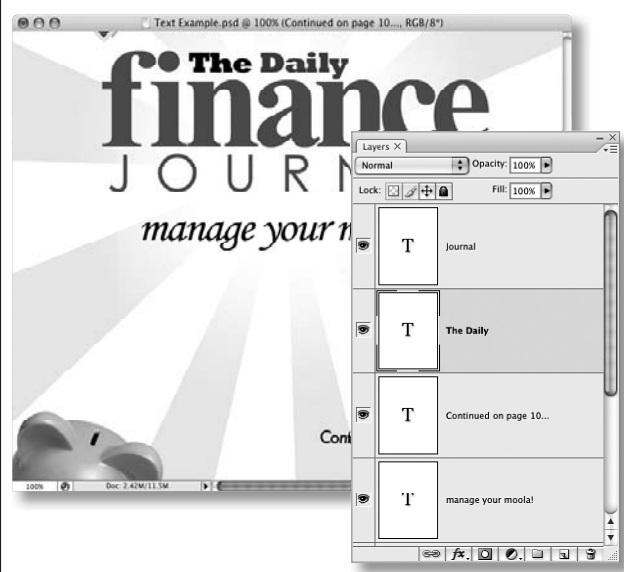 Text Example.psd @ 100% (Continued on page 10..., RGB/8*)
The Daily
finance
JOURN
manage your m
Cont
100%
Doc: 2.42M/11.5M
Layers
Normal
Opacity: 100%
Lock:
Fill: 100%
T Journal
T The Daily
T Continued on page 10...
T manage your moola!
fx